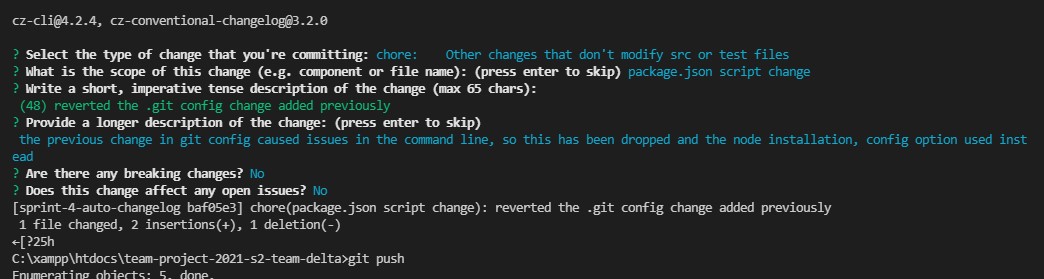 cz-cli@4.2.4, cz-conventional-changelog@3.2.0
? Select the type of change that you're committing: chore:    Other changes that don't modify src or test files
? What is the scope of this change (e.g. component or file name): (press enter to skip) package.json script change
? Write a short, imperative tense description of the change (max 65 chars):
(48) reverted the .git config change added previously
? Provide a longer description of the change: (press enter to skip)
the previous change in git config caused issues in the command line, so this has been dropped and the node installation, config option used inst
ead
? Are there any breaking changes? No
? Does this change affect any open issues? No
[sprint-4-auto-changelog baf05e3] chore(package.json script change): reverted the .git config change added previously
1 file changed, 2 insertions(+), 1 deletion(-)
←[?25h
C:\xampp\htdocs\team-project-2021-s2-team-delta>git push
Enumerating objects: 5, done.